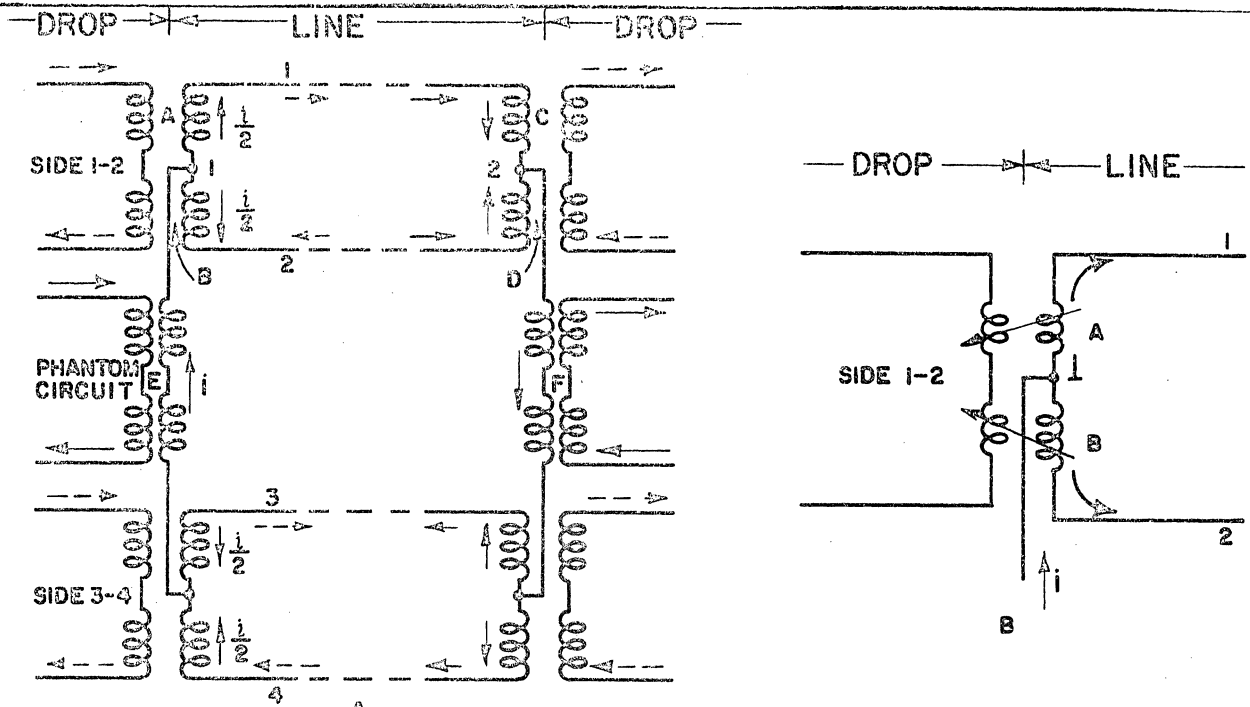 DROP LINE DROP
1
A i/2 C
SIDE 1-2 1 2
i/2
2
B D
PHANTOM CIRCUIT E i F
3
i/2
SIDE 3-4
i/2
4
A
DROP LINE
1
A
SIDE 1-2 1
B
2
i
B